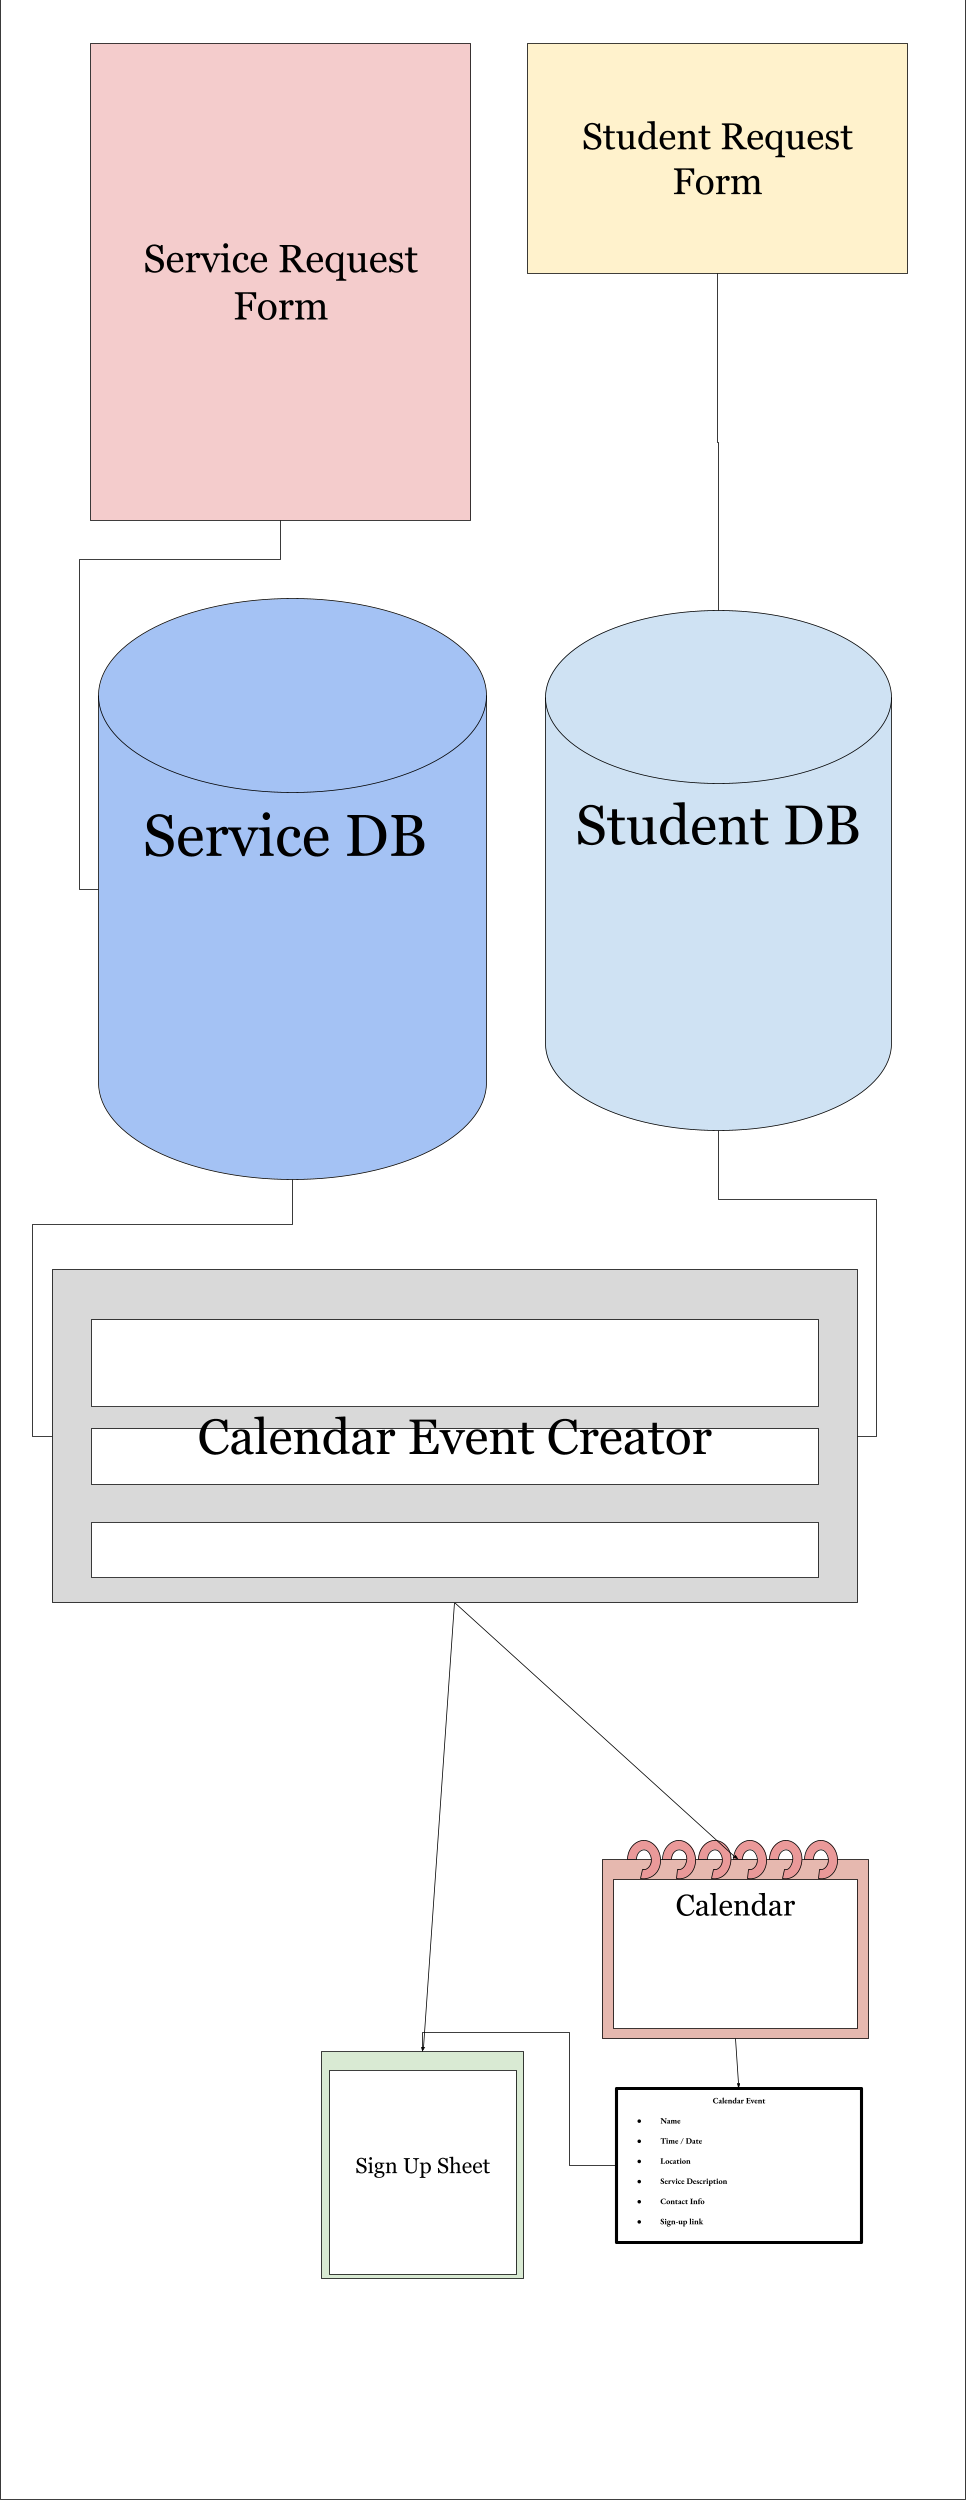 Service Request
Form
Student Request
Form
Service DB
Student DB
Calendar Event Creator
Calendar
Sign Up Sheet
Calendar Event
● Name
● Time / Date
● Location
● Service Description
● Contact Info
● Sign-up link